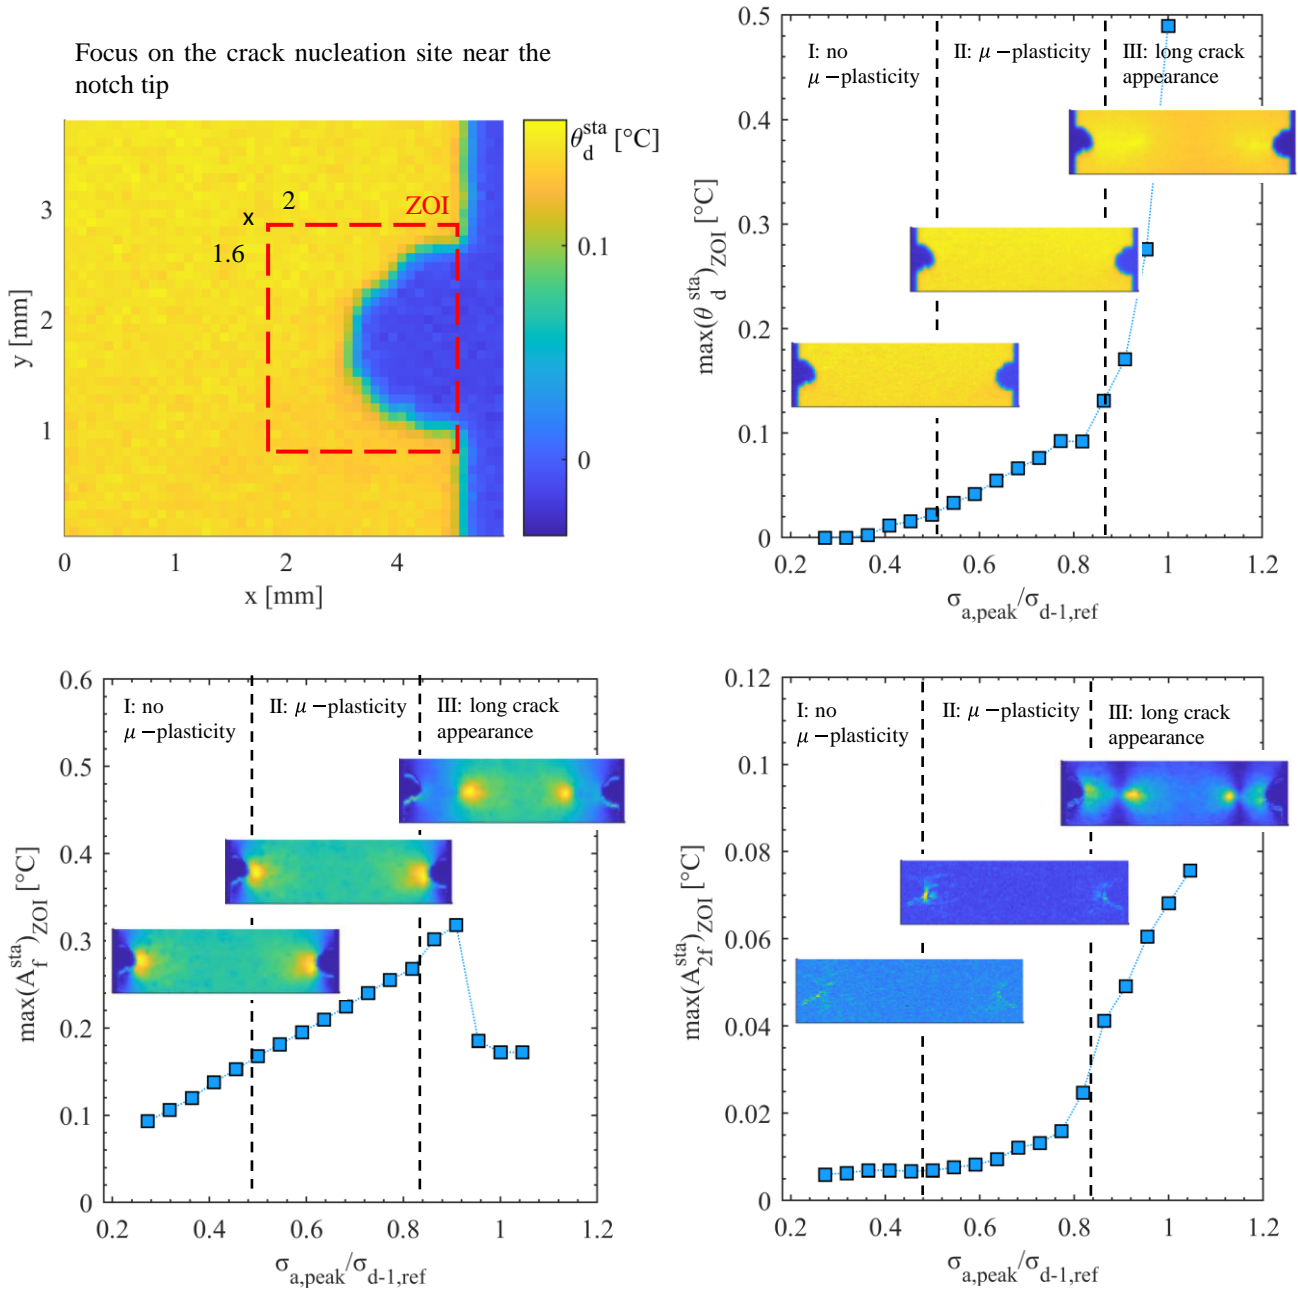 Focus on the crack nucleation site near the
notch tip
θ_d^sta [°C]
0.1
0
3
2
1
y [mm]
0
1
2
4
x [mm]
2
x
1.6
ZOI
0.5
0.4
0.3
0.2
0.1
0
max(θ_d^sta)_ZOI [°C]
I: no
μ−plasticity
II: μ−plasticity
III: long crack
appearance
0.2
0.4
0.6
0.8
1
1.2
σ_a,peak/σ_d-1,ref
0.6
0.5
0.4
0.3
0.2
0.1
0
max(A_f^sta)_ZOI [°C]
I: no
μ−plasticity
II: μ−plasticity
III: long crack
appearance
0.2
0.4
0.6
0.8
1
1.2
σ_a,peak/σ_d-1,ref
0.12
0.1
0.08
0.06
0.04
0.02
0
max(A_2f^sta)_ZOI [°C]
I: no
μ−plasticity
II: μ−plasticity
III: long crack
appearance
0.2
0.4
0.6
0.8
1
1.2
σ_a,peak/σ_d-1,ref